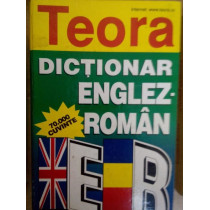 Teora
DICȚIONAR
ENGLEZ-
ROMÂN
70.000
CUVINTE
E R